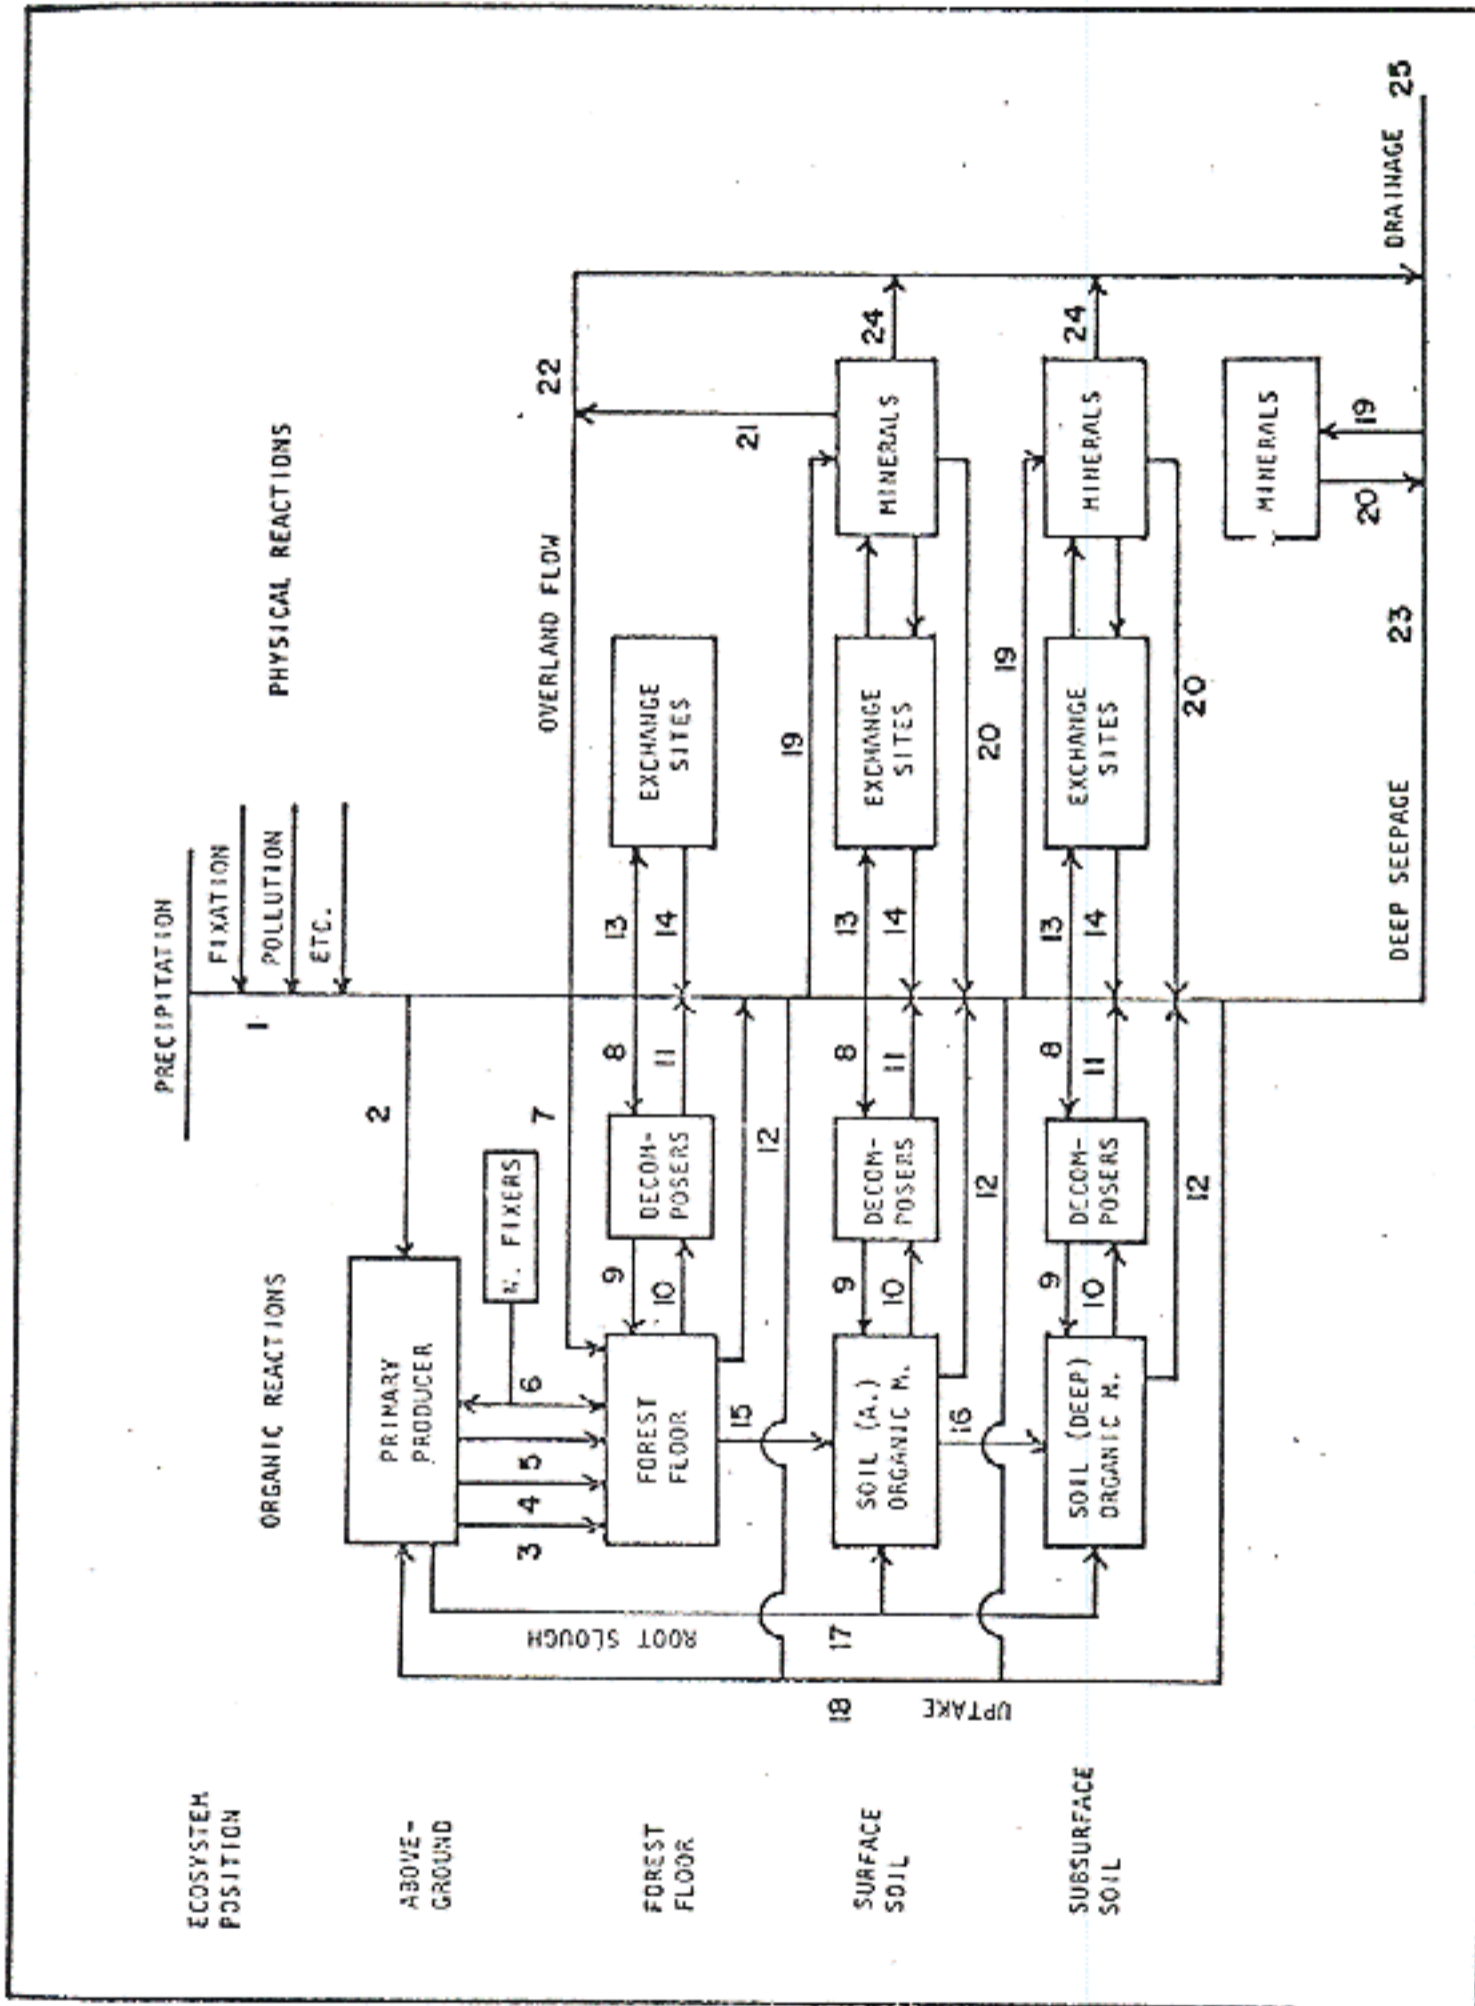 PRECIPITATION
FIXATION
POLLUTION
ETC.
1
ORGANIC REACTIONS
PHYSICAL REACTIONS
ECOSYSTEM
POSITION
ABOVE-
GROUND
PRIMARY
PRODUCER
2
N. FIXERS
3
4
5
6
7
OVERLAND FLOW
22
FOREST
FLOOR
FOREST
FLOOR
9
10
DECOM-
POSERS
8
11
13
14
EXCHANGE
SITES
15
12
19
21
ROOT SLOUGH
17
18
UPTAKE
SURFACE
SOIL
SOIL (A.)
ORGANIC M.
9
10
DECOM-
POSERS
8
11
13
14
EXCHANGE
SITES
MINERALS
24
16
12
20
19
SUBSURFACE
SOIL
SOIL (DEEP)
ORGANIC M.
9
10
DECOM-
POSERS
8
11
13
14
EXCHANGE
SITES
MINERALS
24
12
20
MINERALS
20
19
DEEP SEEPAGE
23
DRAINAGE
25